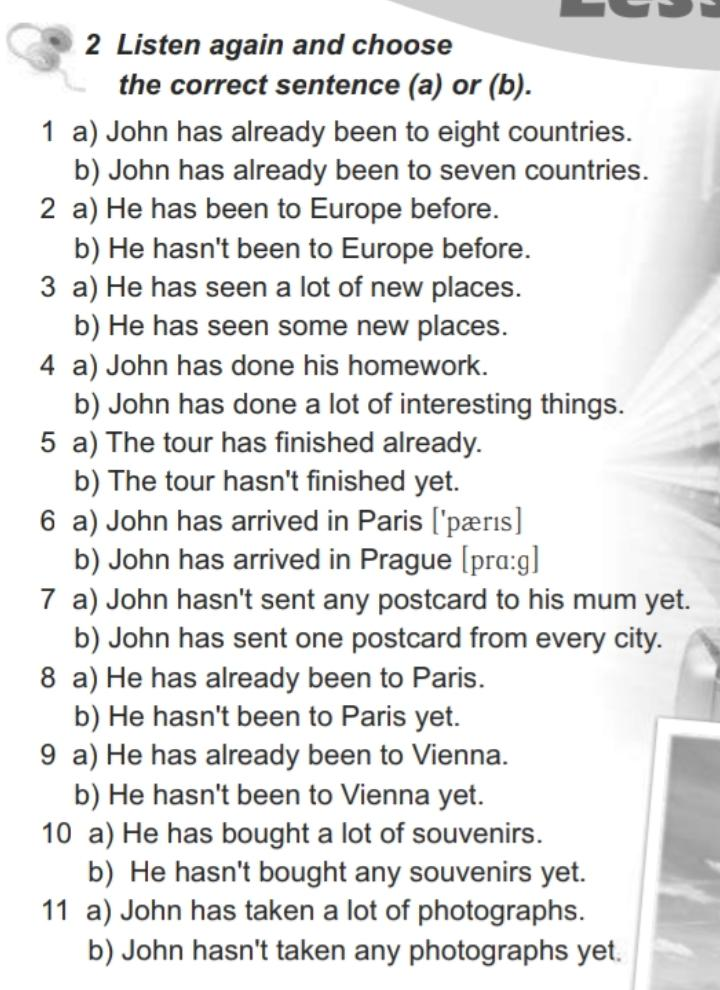 2 Listen again and choose
the correct sentence (a) or (b).
1 a) John has already been to eight countries.
b) John has already been to seven countries.
2 a) He has been to Europe before.
b) He hasn't been to Europe before.
3 a) He has seen a lot of new places.
b) He has seen some new places.
4 a) John has done his homework.
b) John has done a lot of interesting things.
5 a) The tour has finished already.
b) The tour hasn't finished yet.
6 a) John has arrived in Paris ['pærɪs]
b) John has arrived in Prague [prɑ:g]
7 a) John hasn't sent any postcard to his mum yet.
b) John has sent one postcard from every city.
8 a) He has already been to Paris.
b) He hasn't been to Paris yet.
9 a) He has already been to Vienna.
b) He hasn't been to Vienna yet.
10 a) He has bought a lot of souvenirs.
b) He hasn't bought any souvenirs yet.
11 a) John has taken a lot of photographs.
b) John hasn't taken any photographs yet.